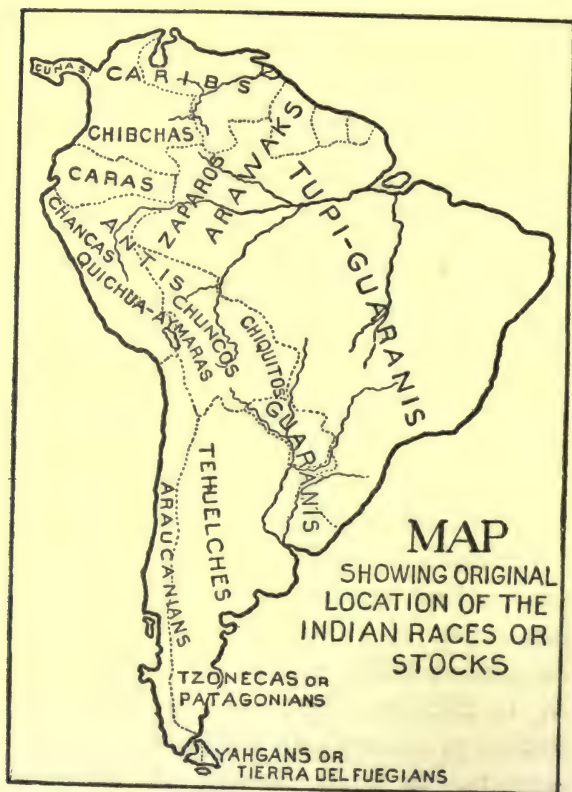 CUNAS
CARIBS
CHIBCHAS
CARAS
ZAPAROS
ARAWAKS
TUPI-GUARANIS
CHANCAS
ANTIS
QUICHUA-AYMARAS
CHUNCOS
CHIQUITOS
GUARANIS
TEHUELCHES
ARAUCANIANS
MAP
SHOWING ORIGINAL
LOCATION OF THE
INDIAN RACES OR
STOCKS
TZONECAS OR
PATAGONIANS
YAHGANS OR
TIERRA DEL FUEGIANS